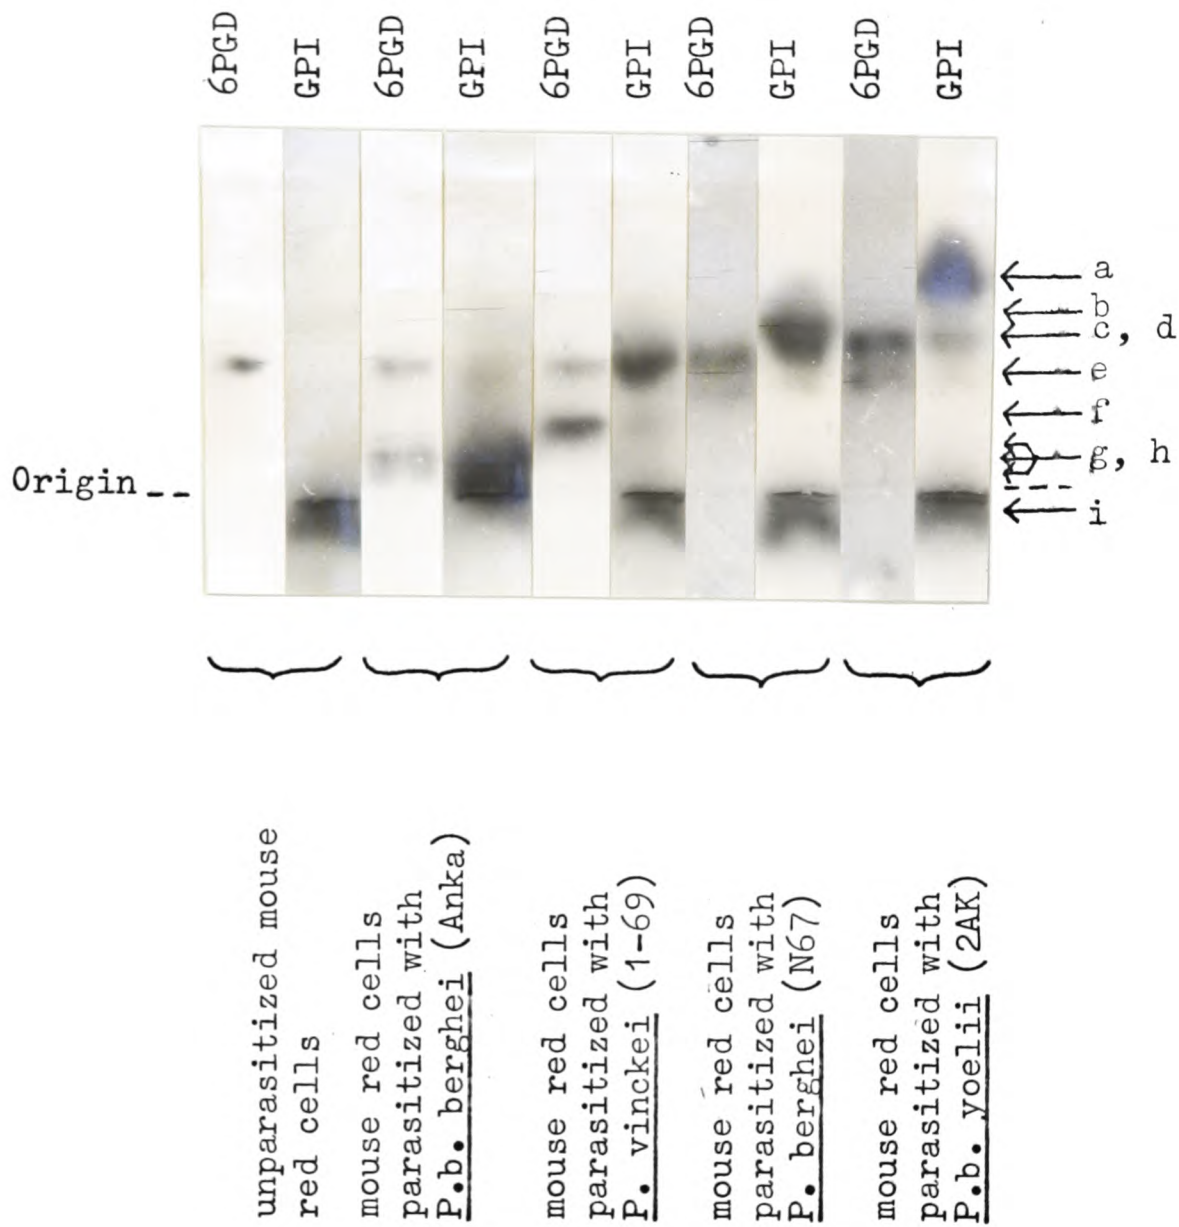 6PGD
GPI
6PGD
GPI
6PGD
GPI
6PGD
GPI
6PGD
GPI
a
b
c, d
e
f
g, h
i
Origin
unparasitized mouse
red cells
mouse red cells
parasitized with
P.b. berghei (Anka)
mouse red cells
parasitized with
P. vinckei (1-69)
mouse red cells
parasitized with
P. berghei (N67)
mouse red cells
parasitized with
P.b. yoelii (2AK)